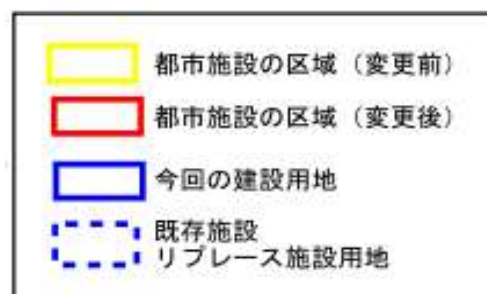 都市施設の区域（変更前）
都市施設の区域（変更後）
今回の建設用地
既存施設
リプレース施設用地